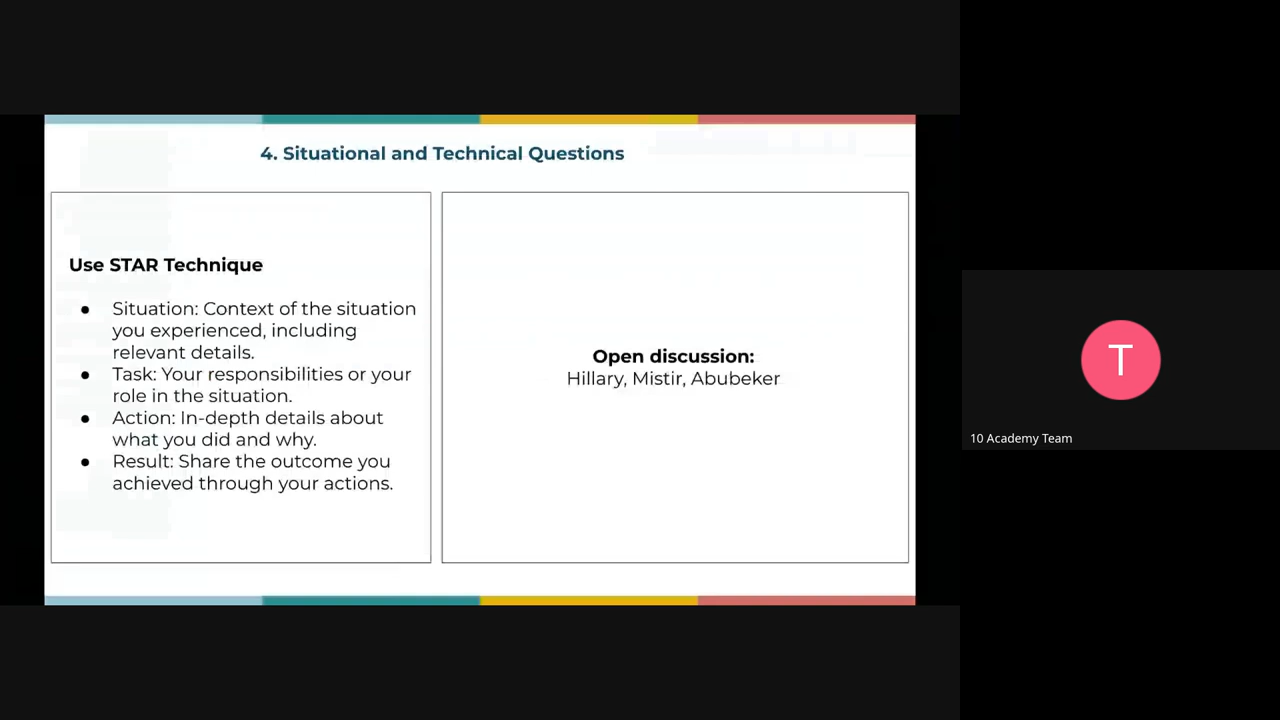 4. Situational and Technical Questions
Use STAR Technique
● Situation: Context of the situation
you experienced, including
relevant details.
● Task: Your responsibilities or your
role in the situation.
● Action: In-depth details about
what you did and why.
● Result: Share the outcome you
achieved through your actions.
Open discussion:
Hillary, Mistir, Abubeker
T
10 Academy Team